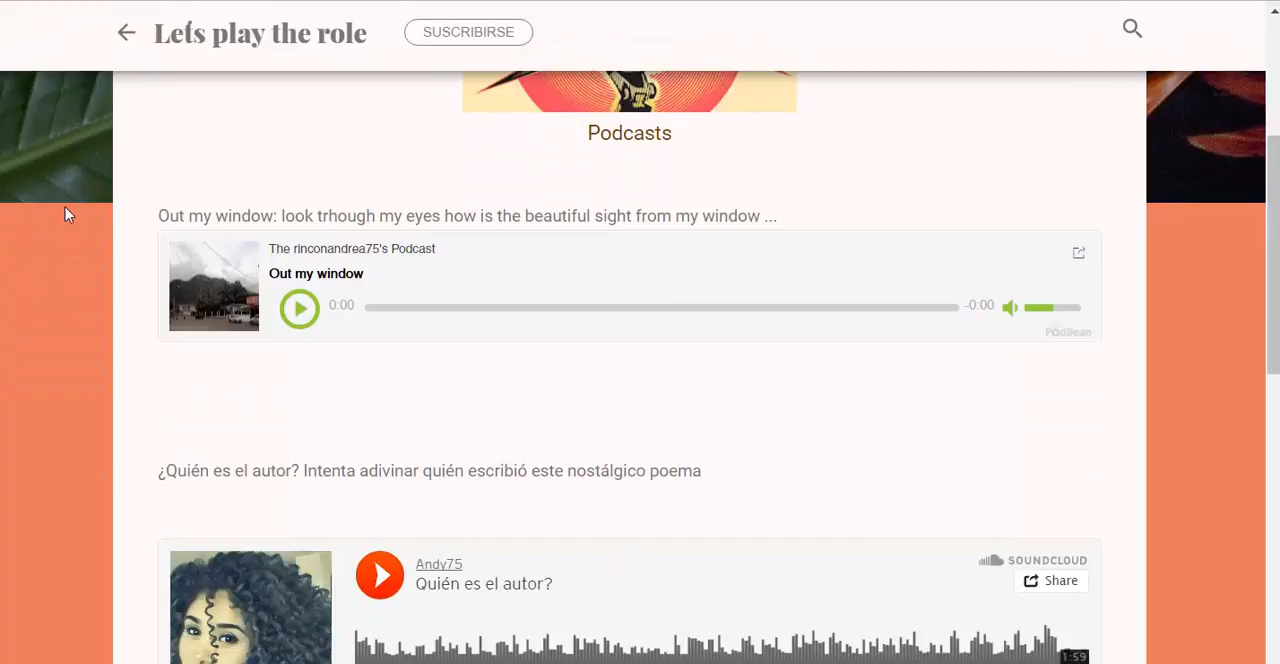 Let's play the role
SUSCRIBIRSE
Podcasts
Out my window: look trhough my eyes how is the beautiful sight from my window ...
The rinconandrea75's Podcast
Out my window
0:00
-0:00
PodBean
¿Quién es el autor? Intenta adivinar quién escribió este nostálgico poema
Andy75
Quién es el autor?
SOUNDCLOUD
Share
1:59